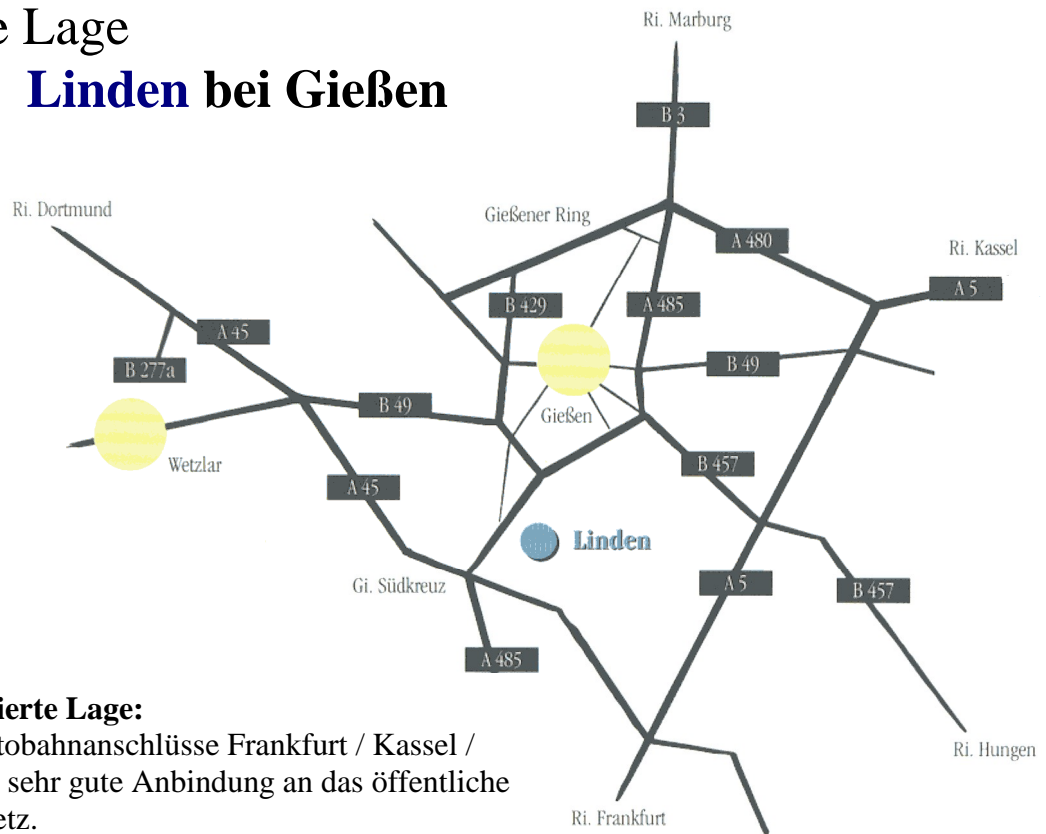 e Lage
Linden bei Gießen
Ri. Marburg
B 3
Ri. Dortmund
Gießener Ring
A 480
Ri. Kassel
A 5
B 429
A 485
A 45
B 277a
B 49
B 49
Gießen
Wetzlar
B 457
A 45
Linden
Gi. Südkreuz
A 5
B 457
A 485
ierte Lage:
tobahnanschlüsse Frankfurt / Kassel /
sehr gute Anbindung an das öffentliche
etz.
Ri. Hungen
Ri. Frankfurt